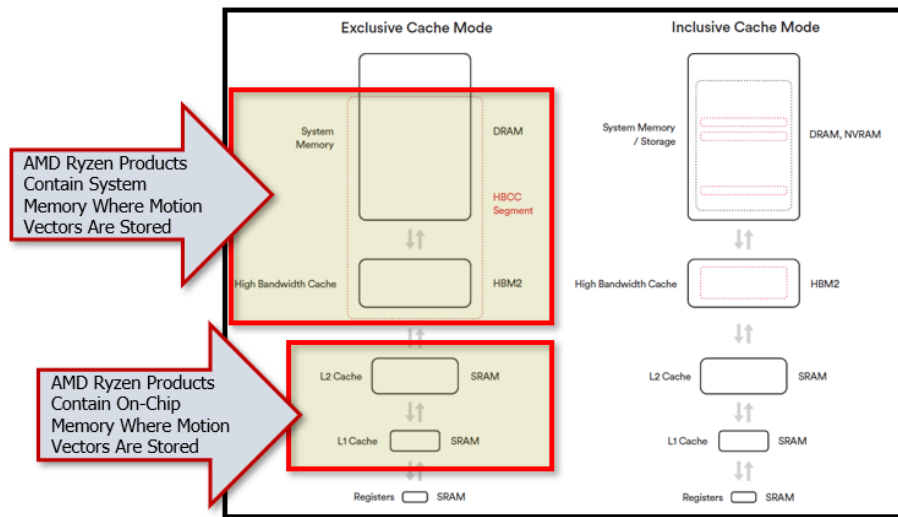 Exclusive Cache Mode
Inclusive Cache Mode
AMD Ryzen Products
Contain System
Memory Where Motion
Vectors Are Stored
System
Memory
DRAM
HBCC
Segment
High Bandwidth Cache
HBM2
System Memory
/ Storage
DRAM, NVRAM
High Bandwidth Cache
HBM2
AMD Ryzen Products
Contain On-Chip
Memory Where Motion
Vectors Are Stored
L2 Cache
SRAM
L1 Cache
SRAM
Registers
SRAM
L2 Cache
SRAM
L1 Cache
SRAM
Registers
SRAM